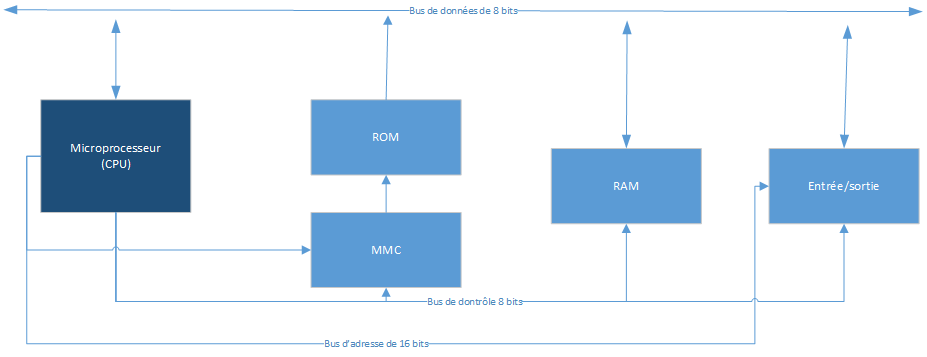 Bus de données de 8 bits
Microprocesseur
(CPU)
ROM
RAM
Entrée/sortie
MMC
Bus de dontrôle 8 bits
Bus d'adresse de 16 bits